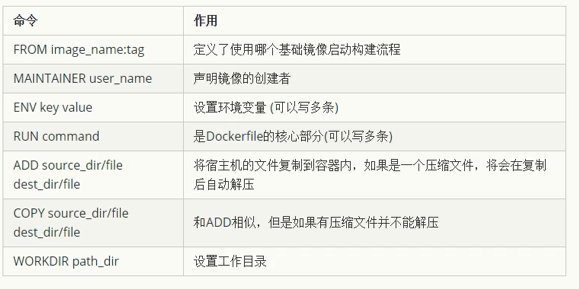 命令 作用
FROM image_name:tag 定义了使用哪个基础镜像启动构建流程
MAINTAINER user_name 声明镜像的创建者
ENV key value 设置环境变量 (可以写多条)
RUN command 是Dockerfile的核心部分(可以写多条)
ADD source_dir/file 将宿主机的文件复制到容器内，如果是一个压缩文件，将会在复制
dest_dir/file 后自动解压
COPY source_dir/file
dest_dir/file 和ADD相似，但是如果有压缩文件并不能解压
WORKDIR path_dir 设置工作目录